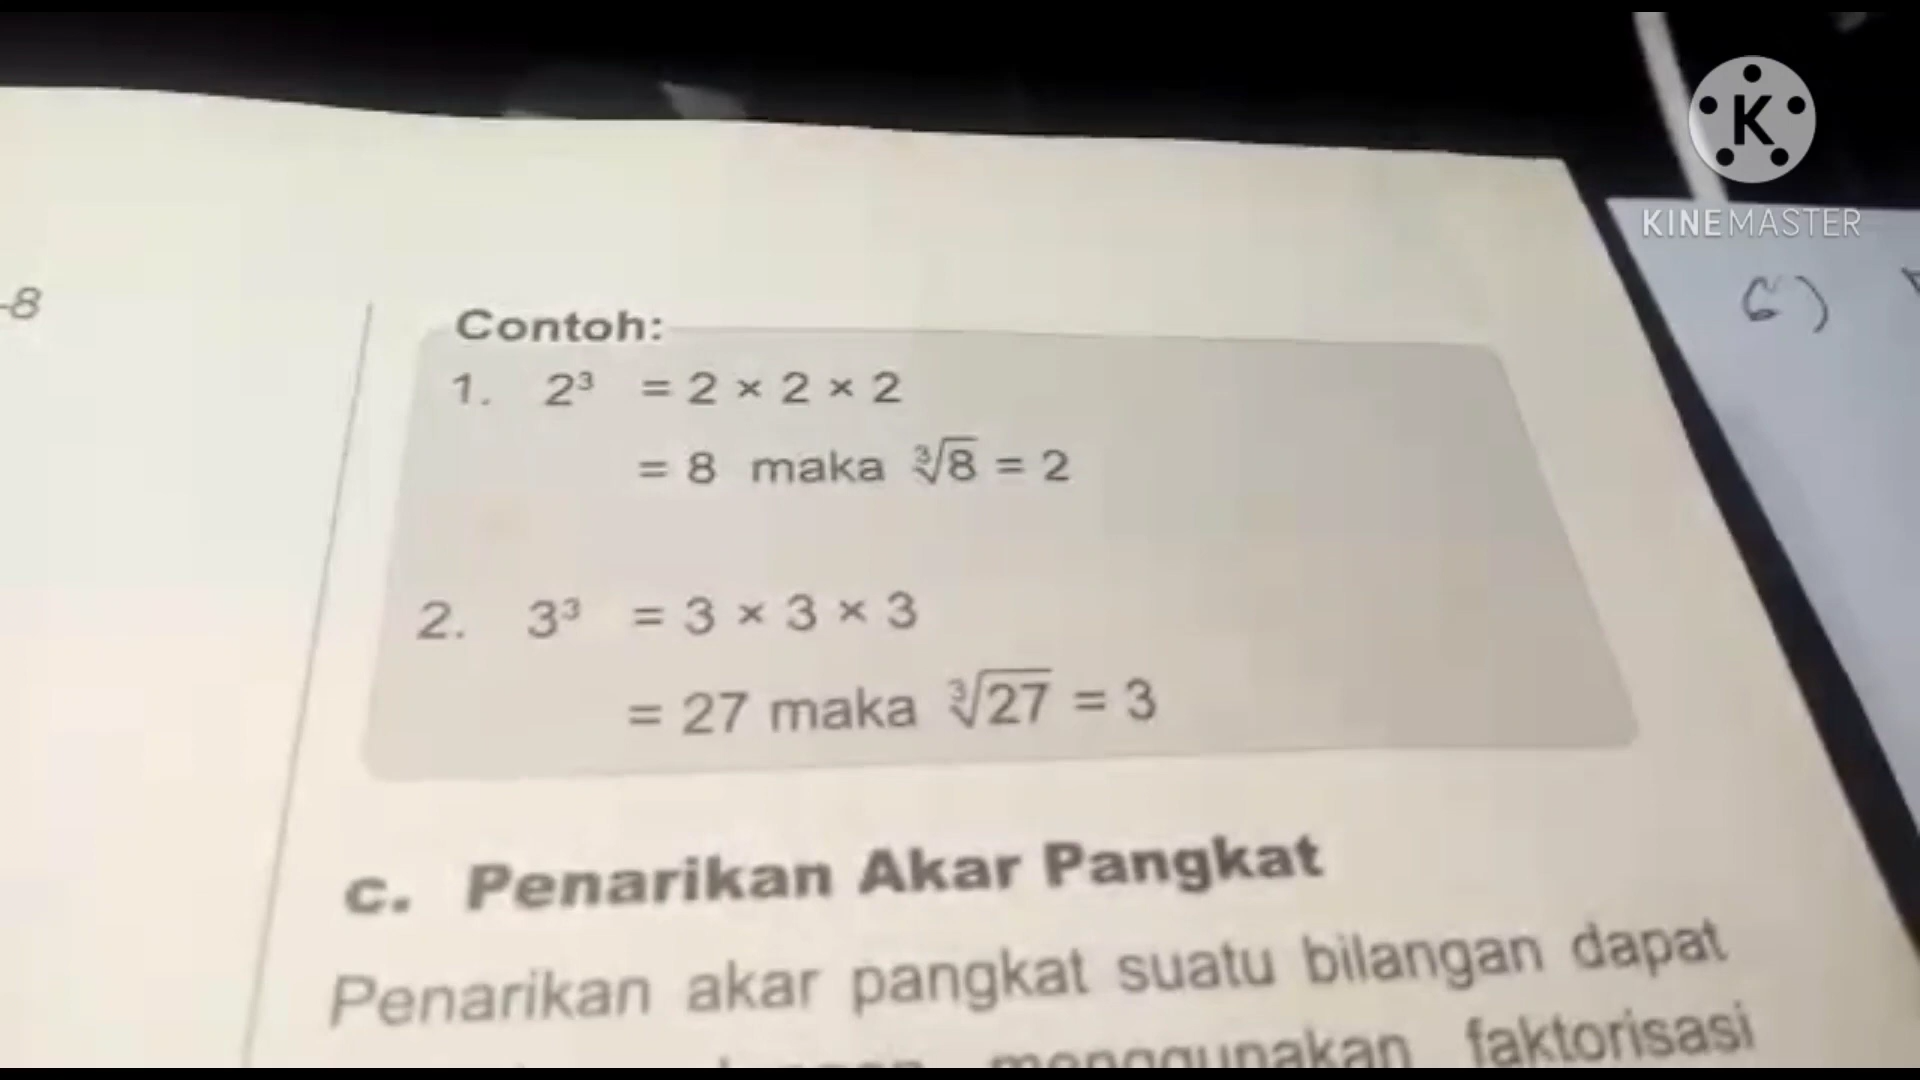 KINEMASTER
-8
6)
Contoh:
1. 2³ = 2 × 2 × 2
= 8 maka ∛8 = 2
2. 3³ = 3 × 3 × 3
= 27 maka ∛27 = 3
c. Penarikan Akar Pangkat
Penarikan akar pangkat suatu bilangan dapat
menggunakan faktorisasi